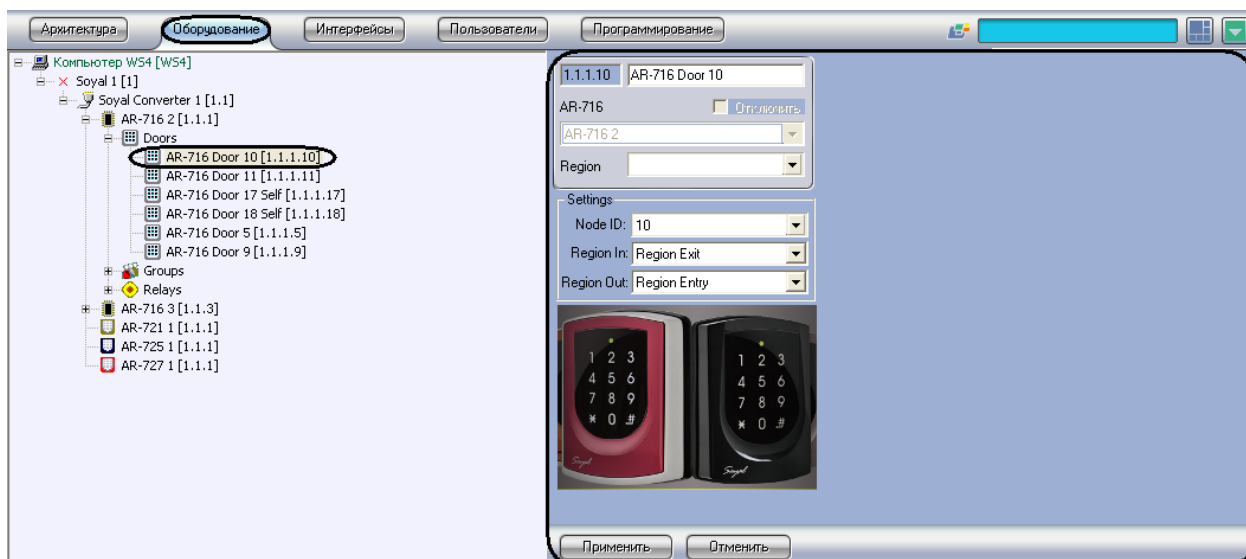 Архитектура Оборудование Интерфейсы Пользователи Программирование
Компьютер WS4 [WS4]
Soyal 1 [1]
Soyal Converter 1 [1.1]
AR-716 2 [1.1.1]
Doors
AR-716 Door 10 [1.1.1.10]
AR-716 Door 11 [1.1.1.11]
AR-716 Door 17 Self [1.1.1.17]
AR-716 Door 18 Self [1.1.1.18]
AR-716 Door 5 [1.1.1.5]
AR-716 Door 9 [1.1.1.9]
Groups
Relays
AR-716 3 [1.1.3]
AR-721 1 [1.1.1]
AR-725 1 [1.1.1]
AR-727 1 [1.1.1]
1.1.1.10 AR-716 Door 10
AR-716 Отключить
AR-716 2
Region
Settings
Node ID: 10
Region In: Region Exit
Region Out: Region Entry
1 2 3
4 5 6
7 8 9
* 0 #
Soyal
1 2 3
4 5 6
7 8 9
* 0 #
Soyal
Применить Отменить